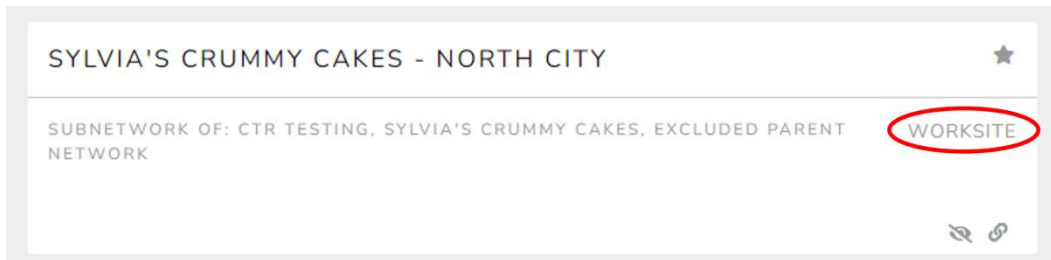 SYLVIA'S CRUMMY CAKES - NORTH CITY
SUBNETWORK OF: CTR TESTING, SYLVIA'S CRUMMY CAKES, EXCLUDED PARENT
NETWORK
WORKSITE